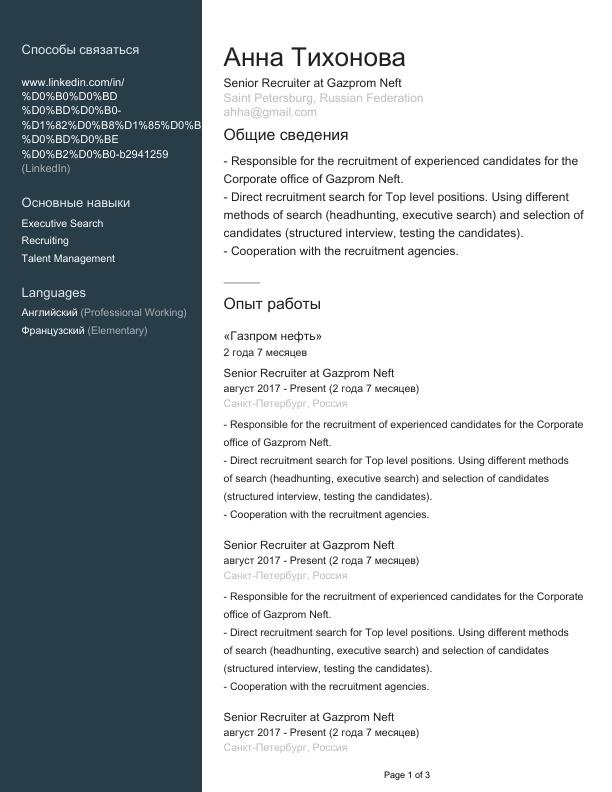 Способы связаться
www.linkedin.com/in/
%D0%B0%D0%BD
%D0%BD%D0%B0-
%D1%82%D0%B8%D1%85%D0%B
%D0%BD%D0%BE
%D0%B2%D0%B0-b2941259
(LinkedIn)
Основные навыки
Executive Search
Recruiting
Talent Management
Languages
Английский (Professional Working)
Французский (Elementary)
Анна Тихонова
Senior Recruiter at Gazprom Neft
Saint Petersburg, Russian Federation
ahha@gmail.com
Общие сведения
- Responsible for the recruitment of experienced candidates for the
Corporate office of Gazprom Neft.
- Direct recruitment search for Top level positions. Using different
methods of search (headhunting, executive search) and selection of
candidates (structured interview, testing the candidates).
- Cooperation with the recruitment agencies.
Опыт работы
«Газпром нефть»
2 года 7 месяцев
Senior Recruiter at Gazprom Neft
август 2017 - Present (2 года 7 месяцев)
Санкт-Петербург, Россия
- Responsible for the recruitment of experienced candidates for the Corporate
office of Gazprom Neft.
- Direct recruitment search for Top level positions. Using different methods
of search (headhunting, executive search) and selection of candidates
(structured interview, testing the candidates).
- Cooperation with the recruitment agencies.
Senior Recruiter at Gazprom Neft
август 2017 - Present (2 года 7 месяцев)
Санкт-Петербург, Россия
- Responsible for the recruitment of experienced candidates for the Corporate
office of Gazprom Neft.
- Direct recruitment search for Top level positions. Using different methods
of search (headhunting, executive search) and selection of candidates
(structured interview, testing the candidates).
- Cooperation with the recruitment agencies.
Senior Recruiter at Gazprom Neft
август 2017 - Present (2 года 7 месяцев)
Санкт-Петербург, Россия
Page 1 of 3